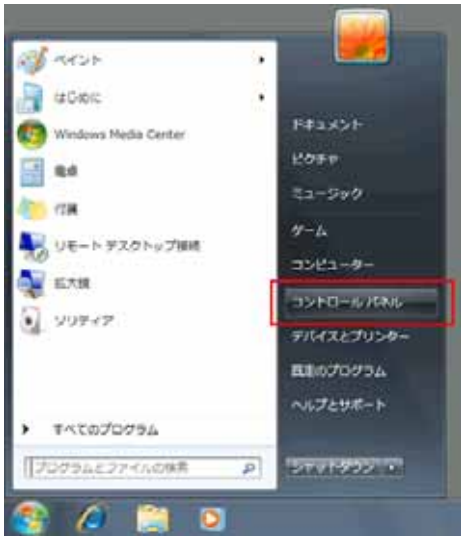 ペイント
はじめに
Windows Media Center
電卓
付箋
リモート デスクトップ接続
拡大鏡
ソリティア
すべてのプログラム
プログラムとファイルの検索
ドキュメント
ピクチャ
ミュージック
ゲーム
コンピューター
コントロール パネル
デバイスとプリンター
既定のプログラム
ヘルプとサポート
シャットダウン